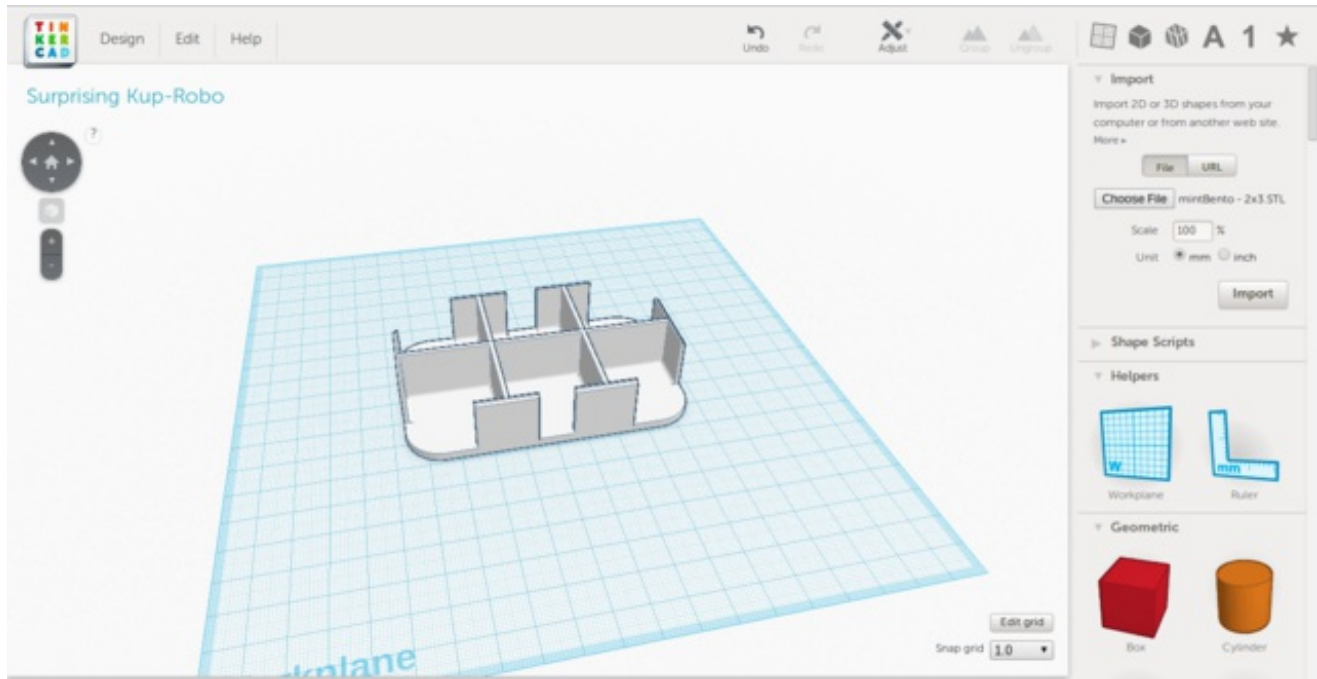 TIN
KER
CAD
Design
Edit
Help
Undo
Redo
Adjust
Group
Ungroup
A
1
Surprising Kup-Robo
?
Import
Import 2D or 3D shapes from your
computer or from another web site.
More
File
URL
Choose File mintBento - 2x3.STL
Scale 100 %
Unit mm inch
Import
Shape Scripts
Helpers
W
mm
Workplane
Ruler
Geometric
Box
Cylinder
Edit grid
Snap grid 1.0
kplane